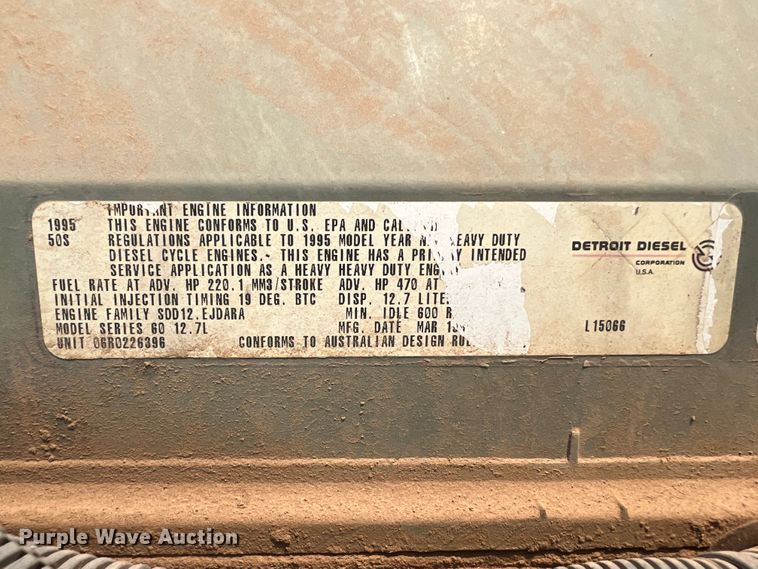 IMPORTANT ENGINE INFORMATION
1995 THIS ENGINE CONFORMS TO U.S. EPA AND
50S REGULATIONS APPLICABLE TO 1995 MODEL YEAR HEAVY DUTY
DIESEL CYCLE ENGINES. THIS ENGINE HAS A INTENDED
SERVICE APPLICATION AS A HEAVY HEAVY DUTY
FUEL RATE AT ADV. HP 220.1 MM3/STROKE ADV. HP 470 AT
INITIAL INJECTION TIMING 19 DEG. BTC DISP. 12.7
ENGINE FAMILY SDD12.EJDARA MIN. IDLE 600
MODEL SERIES 60 12.7L MFG. DATE MAR
UNIT 06R0226396 CONFORMS TO AUSTRALIAN DESIGN
DETROIT DIESEL
CORPORATION
U.S.A.
L15066
Purple Wave Auction